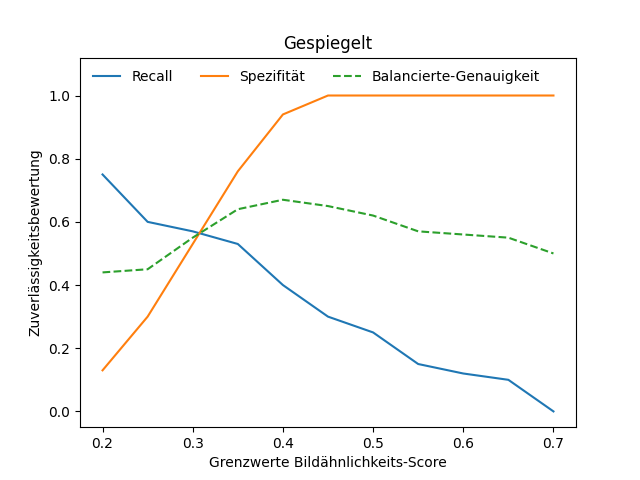 Gespiegelt
Recall Spezifität Balancierte-Genauigkeit
1.0
0.8
0.6
0.4
0.2
0.0
Zuverlässigkeitsbewertung
0.2 0.3 0.4 0.5 0.6 0.7
Grenzwerte Bildähnlichkeits-Score